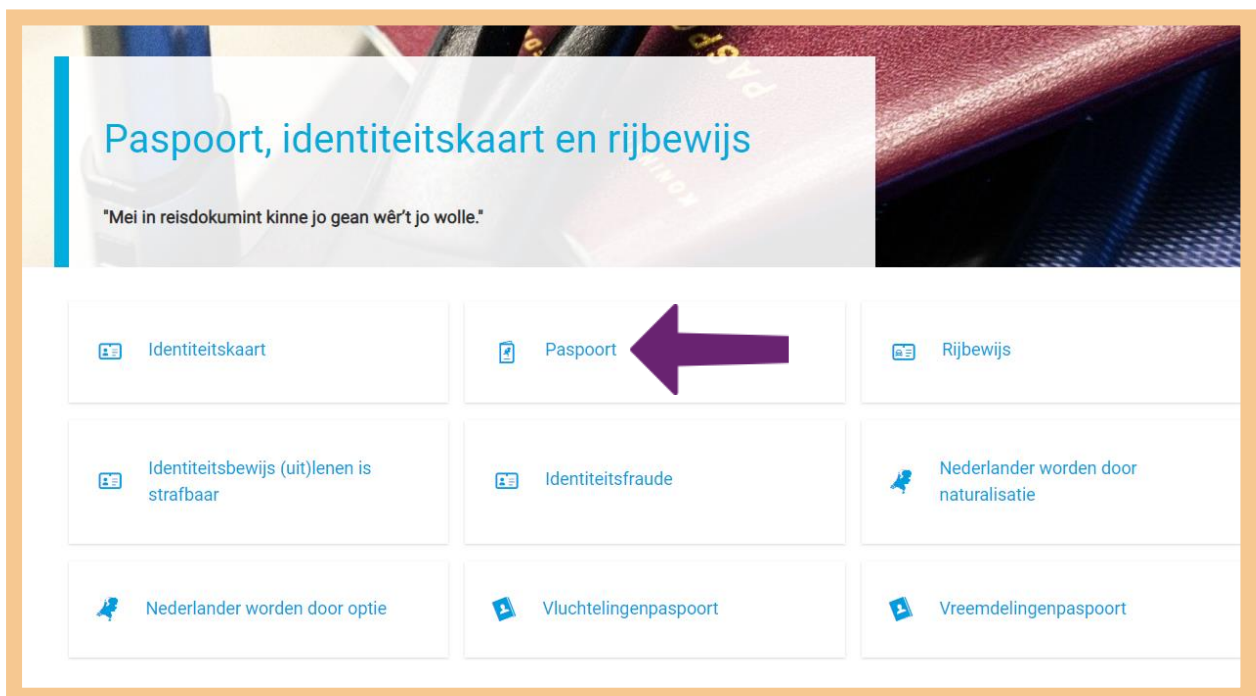 Paspoort, identiteitskaart en rijbewijs
"Mei in reisdokumint kinne jo gean wêr't jo wolle."
Identiteitskaart
Paspoort
Rijbewijs
Identiteitsbewijs (uit)lenen is
strafbaar
Identiteitsfraude
Nederlander worden door
naturalisatie
Nederlander worden door optie
Vluchtelingenpaspoort
Vreemdelingenpaspoort